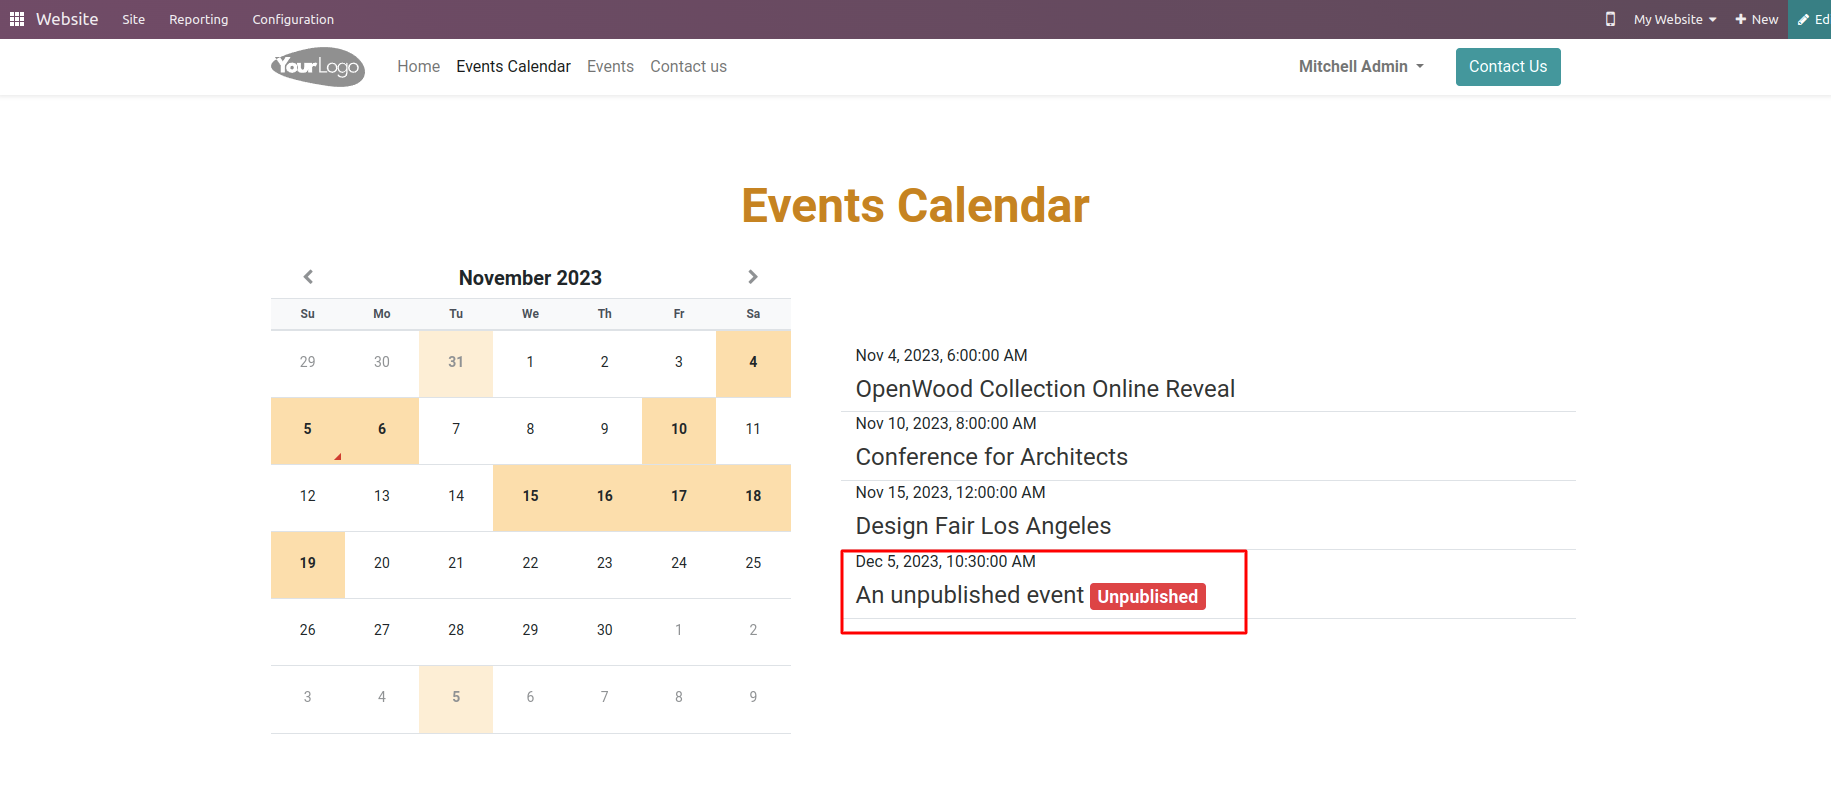 Website Site Reporting Configuration My Website New Ed
YourLogo Home Events Calendar Events Contact us Mitchell Admin Contact Us
Events Calendar
November 2023
Su Mo Tu We Th Fr Sa
29 30 31 1 2 3 4
5 6 7 8 9 10 11
12 13 14 15 16 17 18
19 20 21 22 23 24 25
26 27 28 29 30 1 2
3 4 5 6 7 8 9
Nov 4, 2023, 6:00:00 AM
OpenWood Collection Online Reveal
Nov 10, 2023, 8:00:00 AM
Conference for Architects
Nov 15, 2023, 12:00:00 AM
Design Fair Los Angeles
Dec 5, 2023, 10:30:00 AM
An unpublished event Unpublished